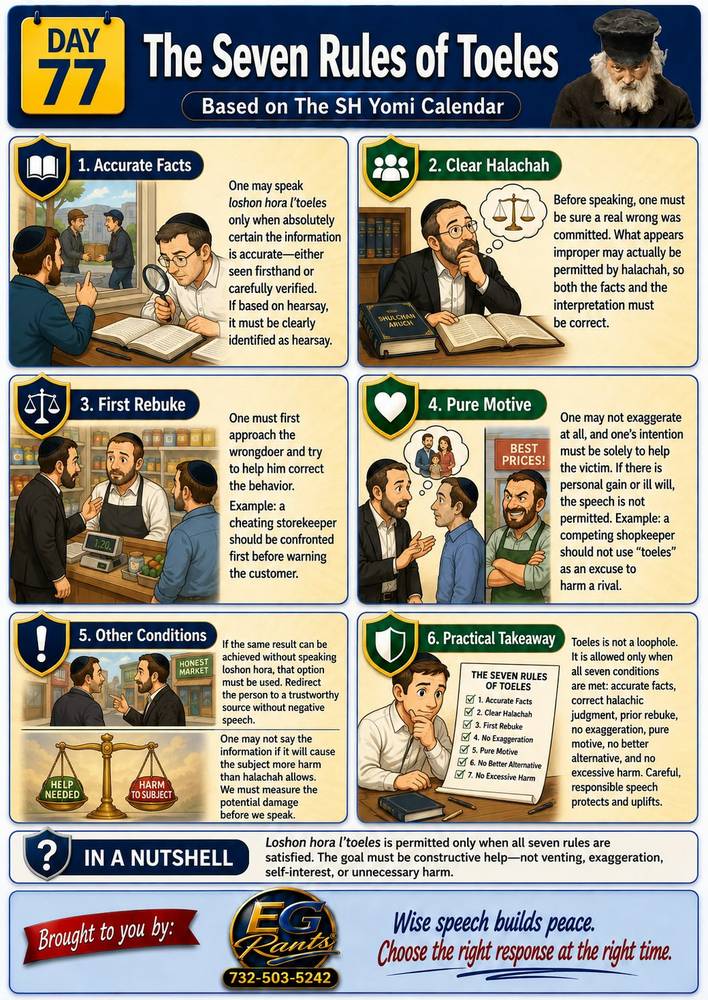 DAY
77
The Seven Rules of Toeles
Based on The SH Yomi Calendar
1. Accurate Facts
One may speak
loshon hora l’toeles
only when absolutely
certain the information
is accurate—either
seen firsthand or
carefully verified.
If based on hearsay,
it must be clearly
identified as hearsay.
2. Clear Halachah
SHULCHAN
ARUCH
Before speaking, one must
be sure a real wrong was
committed. What appears
improper may actually be
permitted by halachah, so
both the facts and the
interpretation must
be correct.
3. First Rebuke
1.20.
One must first
approach the
wrongdoer and try
to help him correct
the behavior.
Example: a
cheating storekeeper
should be confronted
first before warning
the customer.
4. Pure Motive
BEST
PRICES!
One may not exaggerate
at all, and one’s intention
must be solely to help
the victim. If there is
personal gain or ill will,
the speech is not
permitted. Example: a
competing shopkeeper
should not use “toeles”
as an excuse to
harm a rival.
5. Other Conditions
HONEST
MARKET
If the same result can be
achieved without speaking
loshon hora, that option
must be used. Redirect
the person to a trustworthy
source without negative
speech.
HELP
NEEDED
HARM
TO SUBJECT
One may not say the
information if it will cause
the subject more harm
than halachah allows.
We must measure the
potential damage
before we speak.
6. Practical Takeaway
THE SEVEN RULES
OF TOELES
1. Accurate Facts
2. Clear Halachah
3. First Rebuke
4. No Exaggeration
5. Pure Motive
6. No Better Alternative
7. No Excessive Harm
Toeles is not a loophole.
It is allowed only when
all seven conditions
are met: accurate facts,
correct halachic
judgment, prior rebuke,
no exaggeration, pure
motive, no better
alternative, and no
excessive harm. Careful,
responsible speech
protects and uplifts.
IN A NUTSHELL
Loshon hora l’toeles is permitted only when all seven rules are
satisfied. The goal must be constructive help—not venting, exaggeration,
self-interest, or unnecessary harm.
Brought to you by:
EG
Rants
732-503-5242
Wise speech builds peace.
Choose the right response at the right time.